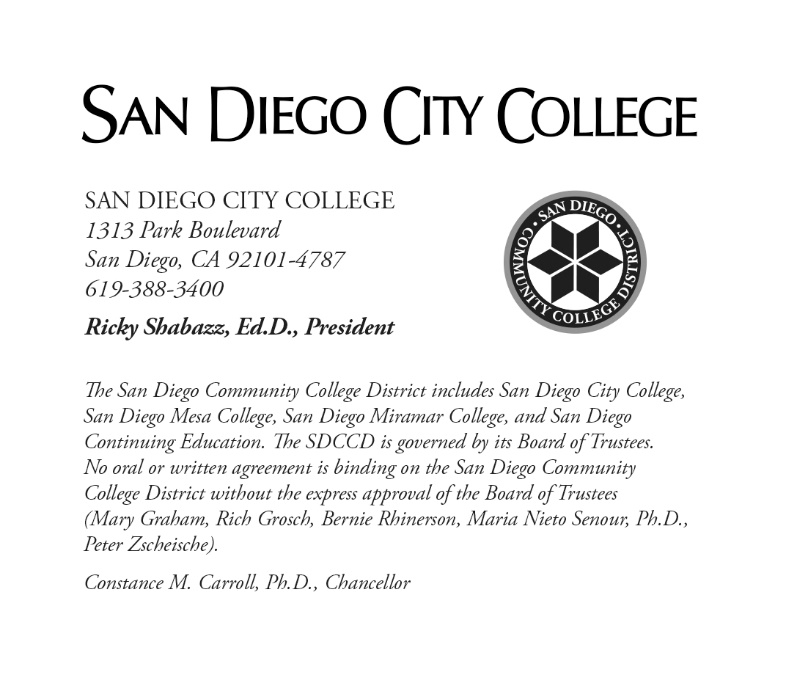 SAN DIEGO CITY COLLEGE
SAN DIEGO CITY COLLEGE
1313 Park Boulevard
San Diego, CA 92101-4787
619-388-3400
Ricky Shabazz, Ed.D., President
• SAN DIEGO •
COMMUNITY COLLEGE DISTRICT
The San Diego Community College District includes San Diego City College,
San Diego Mesa College, San Diego Miramar College, and San Diego
Continuing Education. The SDCCD is governed by its Board of Trustees.
No oral or written agreement is binding on the San Diego Community
College District without the express approval of the Board of Trustees
(Mary Graham, Rich Grosch, Bernie Rhinerson, Maria Nieto Senour, Ph.D.,
Peter Zscheische).
Constance M. Carroll, Ph.D., Chancellor